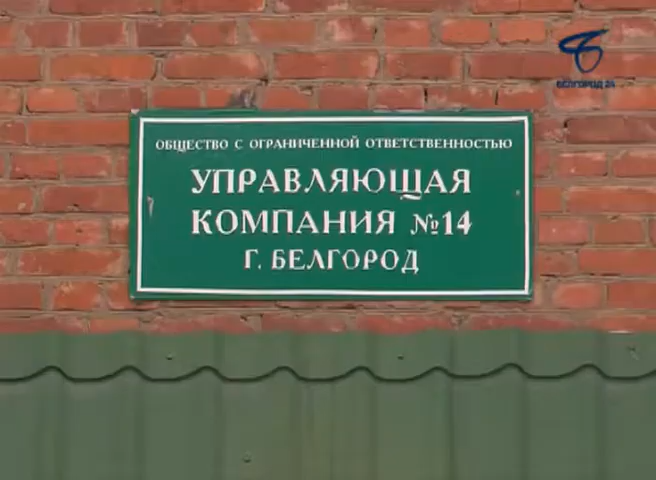 БЕЛГОРОД 24
ОБЩЕСТВО С ОГРАНИЧЕННОЙ ОТВЕТСТВЕННОСТЬЮ
УПРАВЛЯЮЩАЯ
КОМПАНИЯ №14
Г. БЕЛГОРОД